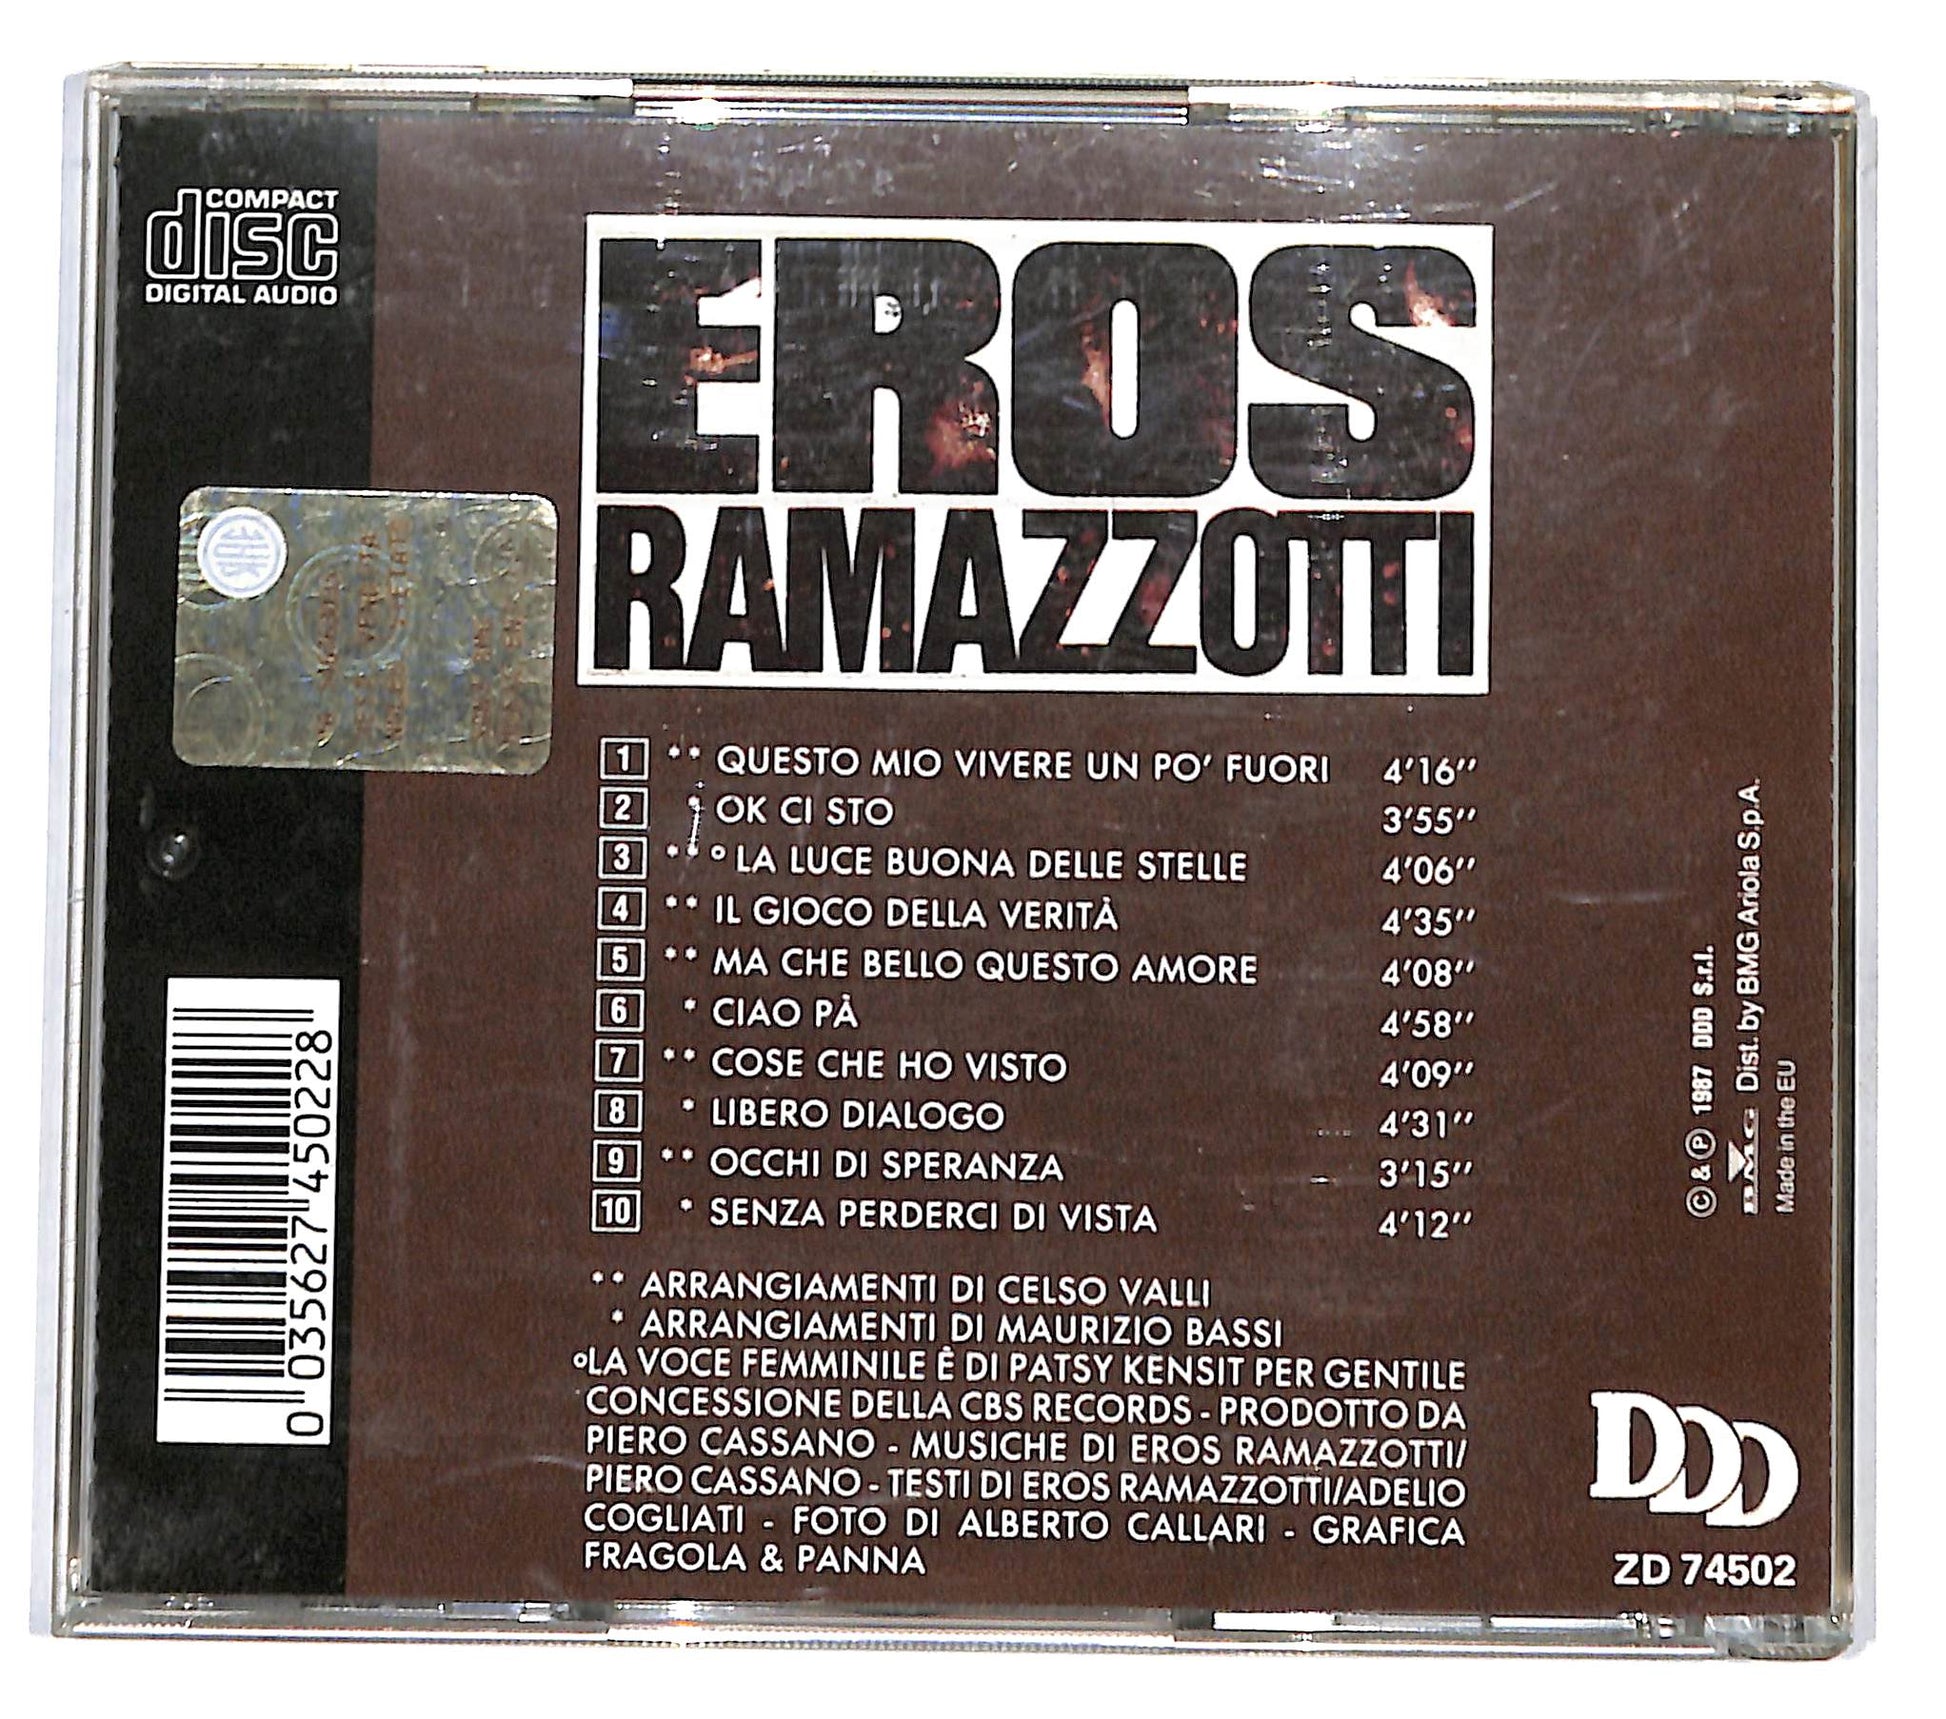 COMPACT
disc
DIGITAL AUDIO
EROS
RAMAZZOTTI
1 ** QUESTO MIO VIVERE UN PO' FUORI 4'16''
2 * OK CI STO 3'55''
3 ** ° LA LUCE BUONA DELLE STELLE 4'06''
4 ** IL GIOCO DELLA VERITÀ 4'35''
5 ** MA CHE BELLO QUESTO AMORE 4'08''
6 * CIAO PÀ 4'58''
7 ** COSE CHE HO VISTO 4'09''
8 * LIBERO DIALOGO 4'31''
9 ** OCCHI DI SPERANZA 3'15''
10 * SENZA PERDERCI DI VISTA 4'12''
** ARRANGIAMENTI DI CELSO VALLI
* ARRANGIAMENTI DI MAURIZIO BASSI
°LA VOCE FEMMINILE È DI PATSY KENSIT PER GENTILE
CONCESSIONE DELLA CBS RECORDS - PRODOTTO DA
PIERO CASSANO - MUSICHE DI EROS RAMAZZOTTI/
PIERO CASSANO - TESTI DI EROS RAMAZZOTTI/ADELIO
COGLIATI - FOTO DI ALBERTO CALLARI - GRAFICA
FRAGOLA & PANNA
0 035627 450228
© & ℗ 1987 DDD S.r.l.
BMG Dist. by BMG Ariola S.p.A.
Made in the EU
DDD
ZD 74502